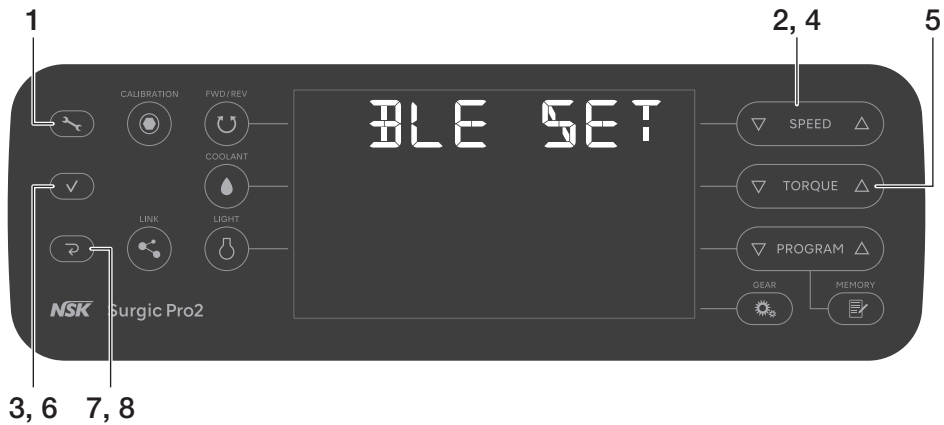 1
2, 4
5
CALIBRATION
FWD/REV
BLE SET
▽ SPEED △
COOLANT
▽ TORQUE △
LINK
LIGHT
▽ PROGRAM △
GEAR
MEMORY
NSK Surgic Pro2
3, 6
7, 8